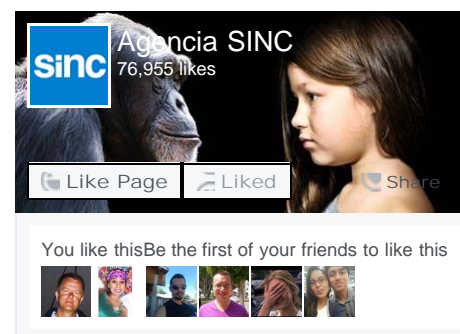 sinc
Agencia SINC
76,955 likes
Like Page
Liked
Share
You like thisBe the first of your friends to like this